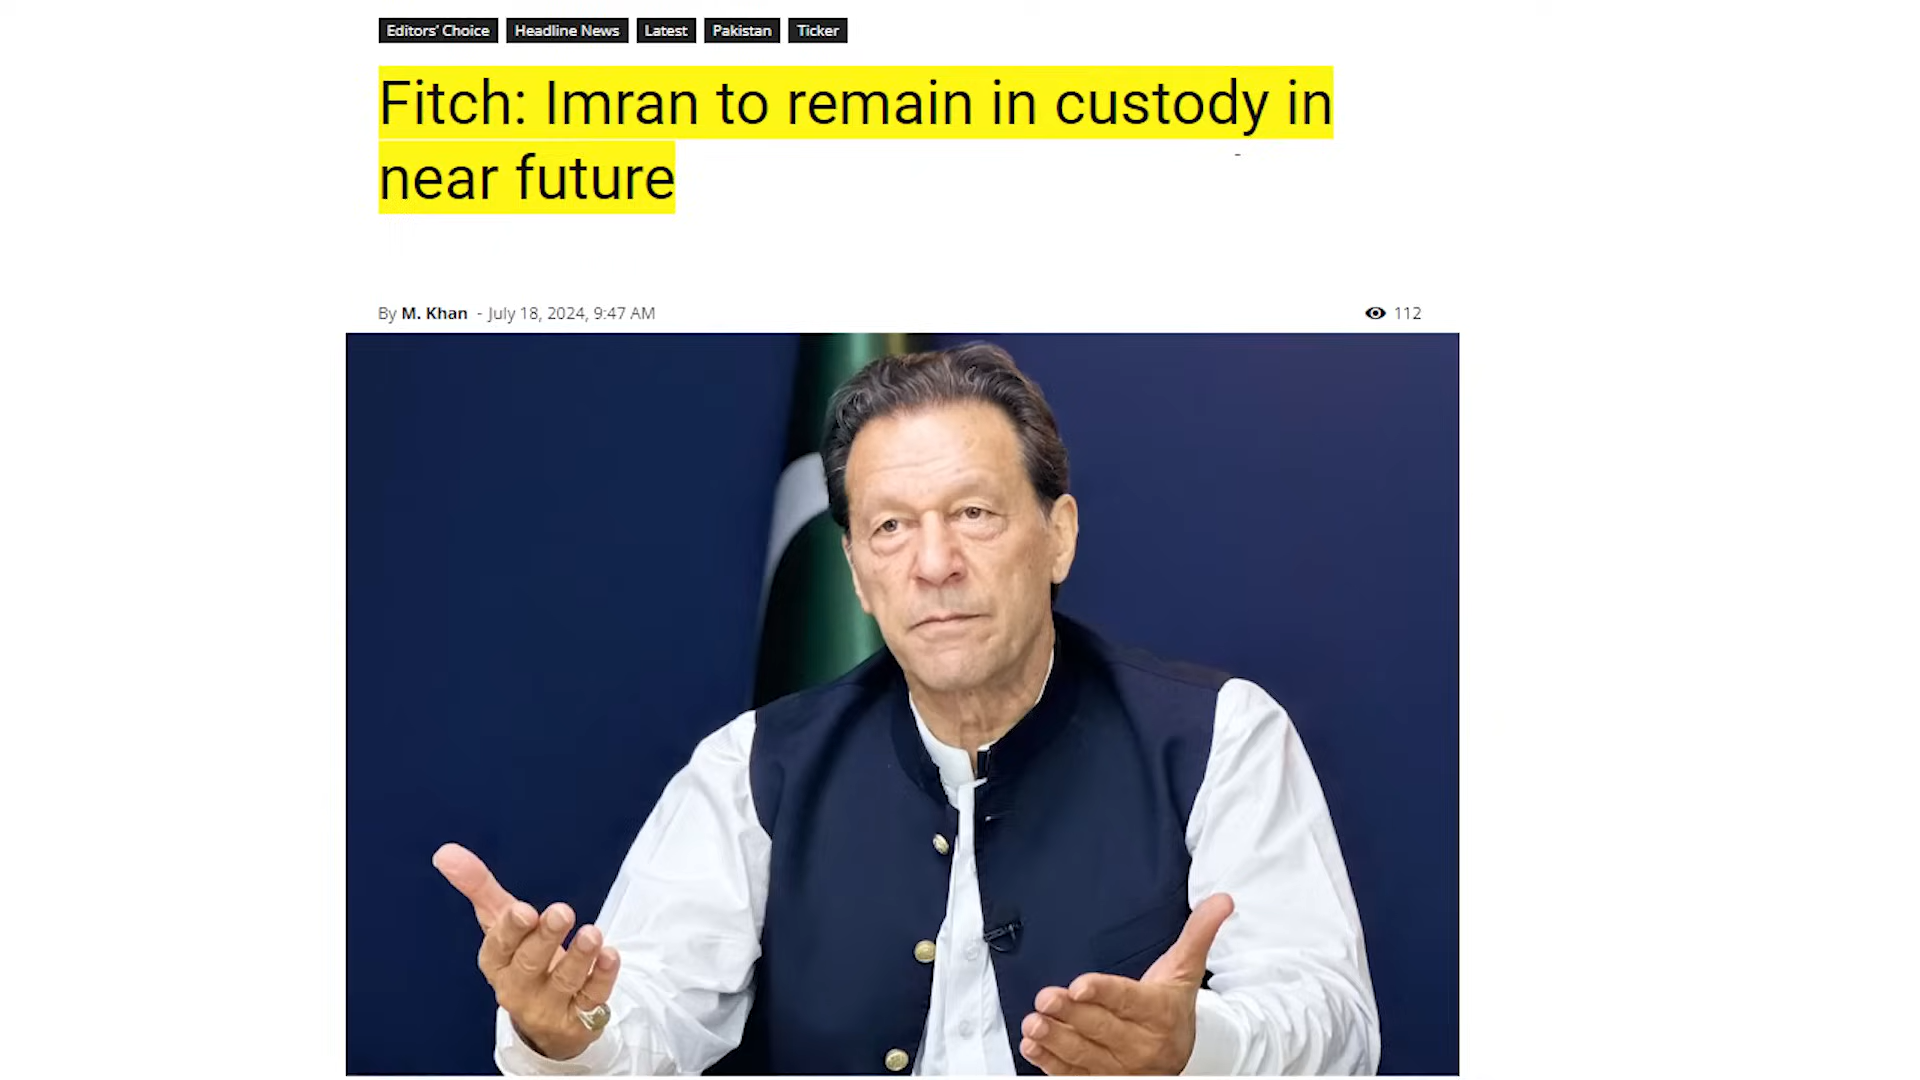 Editors' Choice Headline News Latest Pakistan Ticker
Fitch: Imran to remain in custody in
near future
By M. Khan - July 18, 2024, 9:47 AM 112